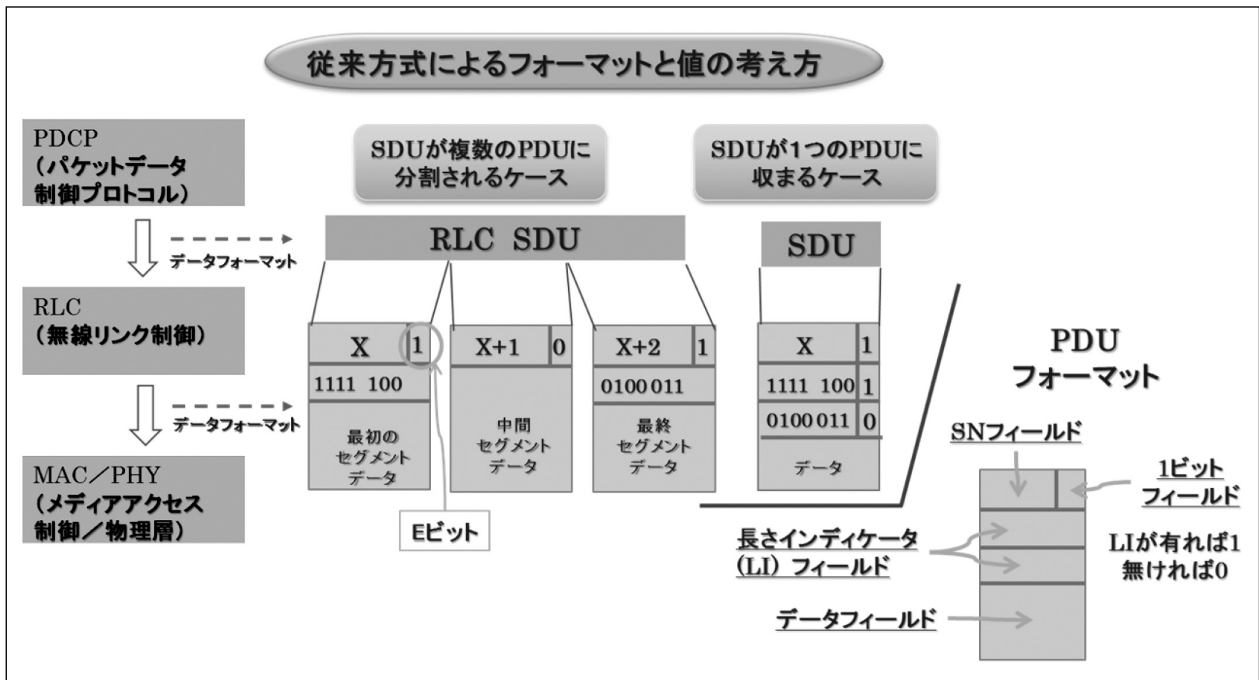 従来方式によるフォーマットと値の考え方
PDCP
（パケットデータ
制御プロトコル）
データフォーマット
RLC
（無線リンク制御）
データフォーマット
MAC／PHY
（メディアアクセス
制御／物理層）
SDUが複数のPDUに
分割されるケース
RLC SDU
X 1
1111 100
最初の
セグメント
データ
X+1 0
中間
セグメント
データ
X+2 1
0100 011
最終
セグメント
データ
Eビット
SDUが1つのPDUに
収まるケース
SDU
X 1
1111 100 1
0100 011 0
データ
PDU
フォーマット
SNフィールド
1ビット
フィールド
長さインディケータ
(LI) フィールド
LIが有れば1
無ければ0
データフィールド